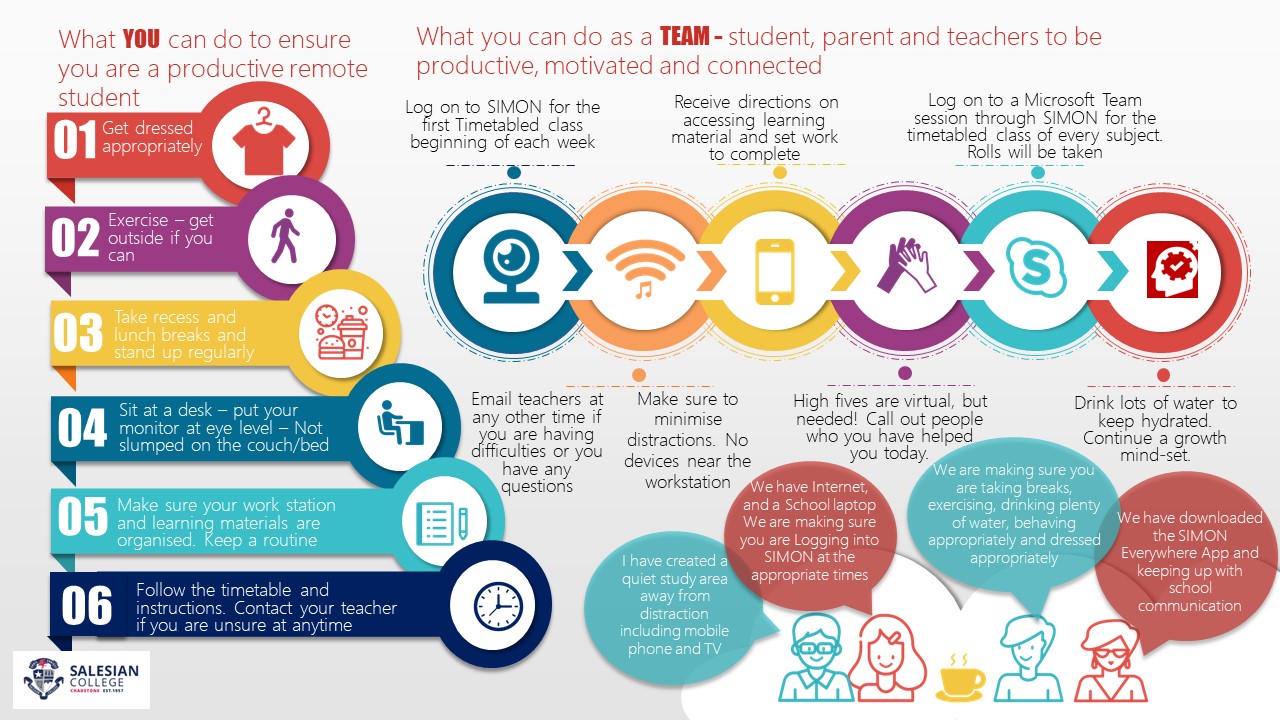 What YOU can do to ensure
you are a productive remote
student
01
Get dressed
appropriately
02
Exercise – get
outside if you
can
03
Take recess and
lunch breaks and
stand up regularly
04
Sit at a desk – put your
monitor at eye level – Not
slumped on the couch/bed
05
Make sure your work station
and learning materials are
organised. Keep a routine
06
Follow the timetable and
instructions. Contact your teacher
if you are unsure at anytime
SALESIAN
COLLEGE
CHADSTONE EST.1957
What you can do as a TEAM - student, parent and teachers to be
productive, motivated and connected
Log on to SIMON for the
first Timetabled class
beginning of each week
Receive directions on
accessing learning
material and set work
to complete
Log on to a Microsoft Team
session through SIMON for the
timetabled class of every subject.
Rolls will be taken
S
Email teachers at
any other time if
you are having
difficulties or you
have any
questions
Make sure to
minimise
distractions. No
devices near the
workstation
High fives are virtual, but
needed! Call out people
who you have helped
you today.
Drink lots of water to
keep hydrated.
Continue a growth
mind-set.
I have created a
quiet study area
away from
distraction
including mobile
phone and TV
We have Internet,
and a School laptop
We are making sure
you are Logging into
SIMON at the
appropriate times
We are making sure you
are taking breaks,
exercising, drinking plenty
of water, behaving
appropriately and dressed
appropriately
We have downloaded
the SIMON
Everywhere App and
keeping up with
school
communication